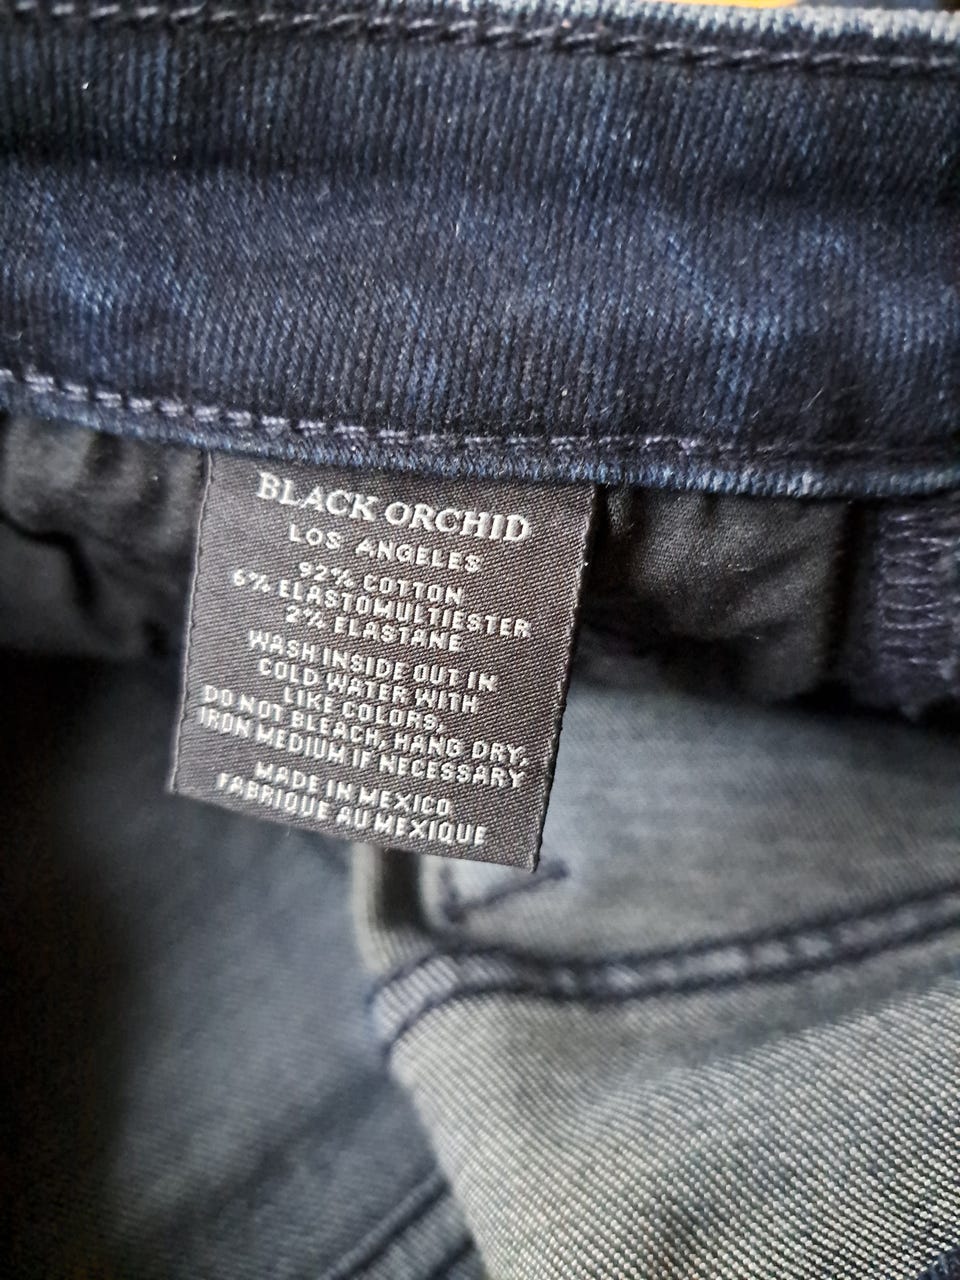 BLACK ORCHID
LOS ANGELES
92% COTTON
6% ELASTOMULTIESTER
2% ELASTANE
WASH INSIDE OUT IN
COLD WATER WITH
LIKE COLORS.
DO NOT BLEACH, HANG DRY,
IRON MEDIUM IF NECESSARY
MADE IN MEXICO
FABRIQUE AU MEXIQUE